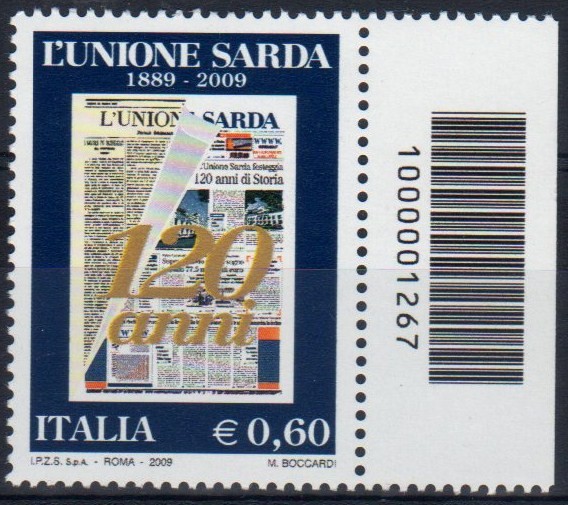 L'UNIONE SARDA
1889 - 2009
L'UNIONE SARDA
WWW.
L'Unione Sarda festeggia
120 anni di Storia
120
anni
ITALIA
€ 0,60
I.P.Z.S. S.p.A. - ROMA - 2009
M. BOCCARDI
1000001267